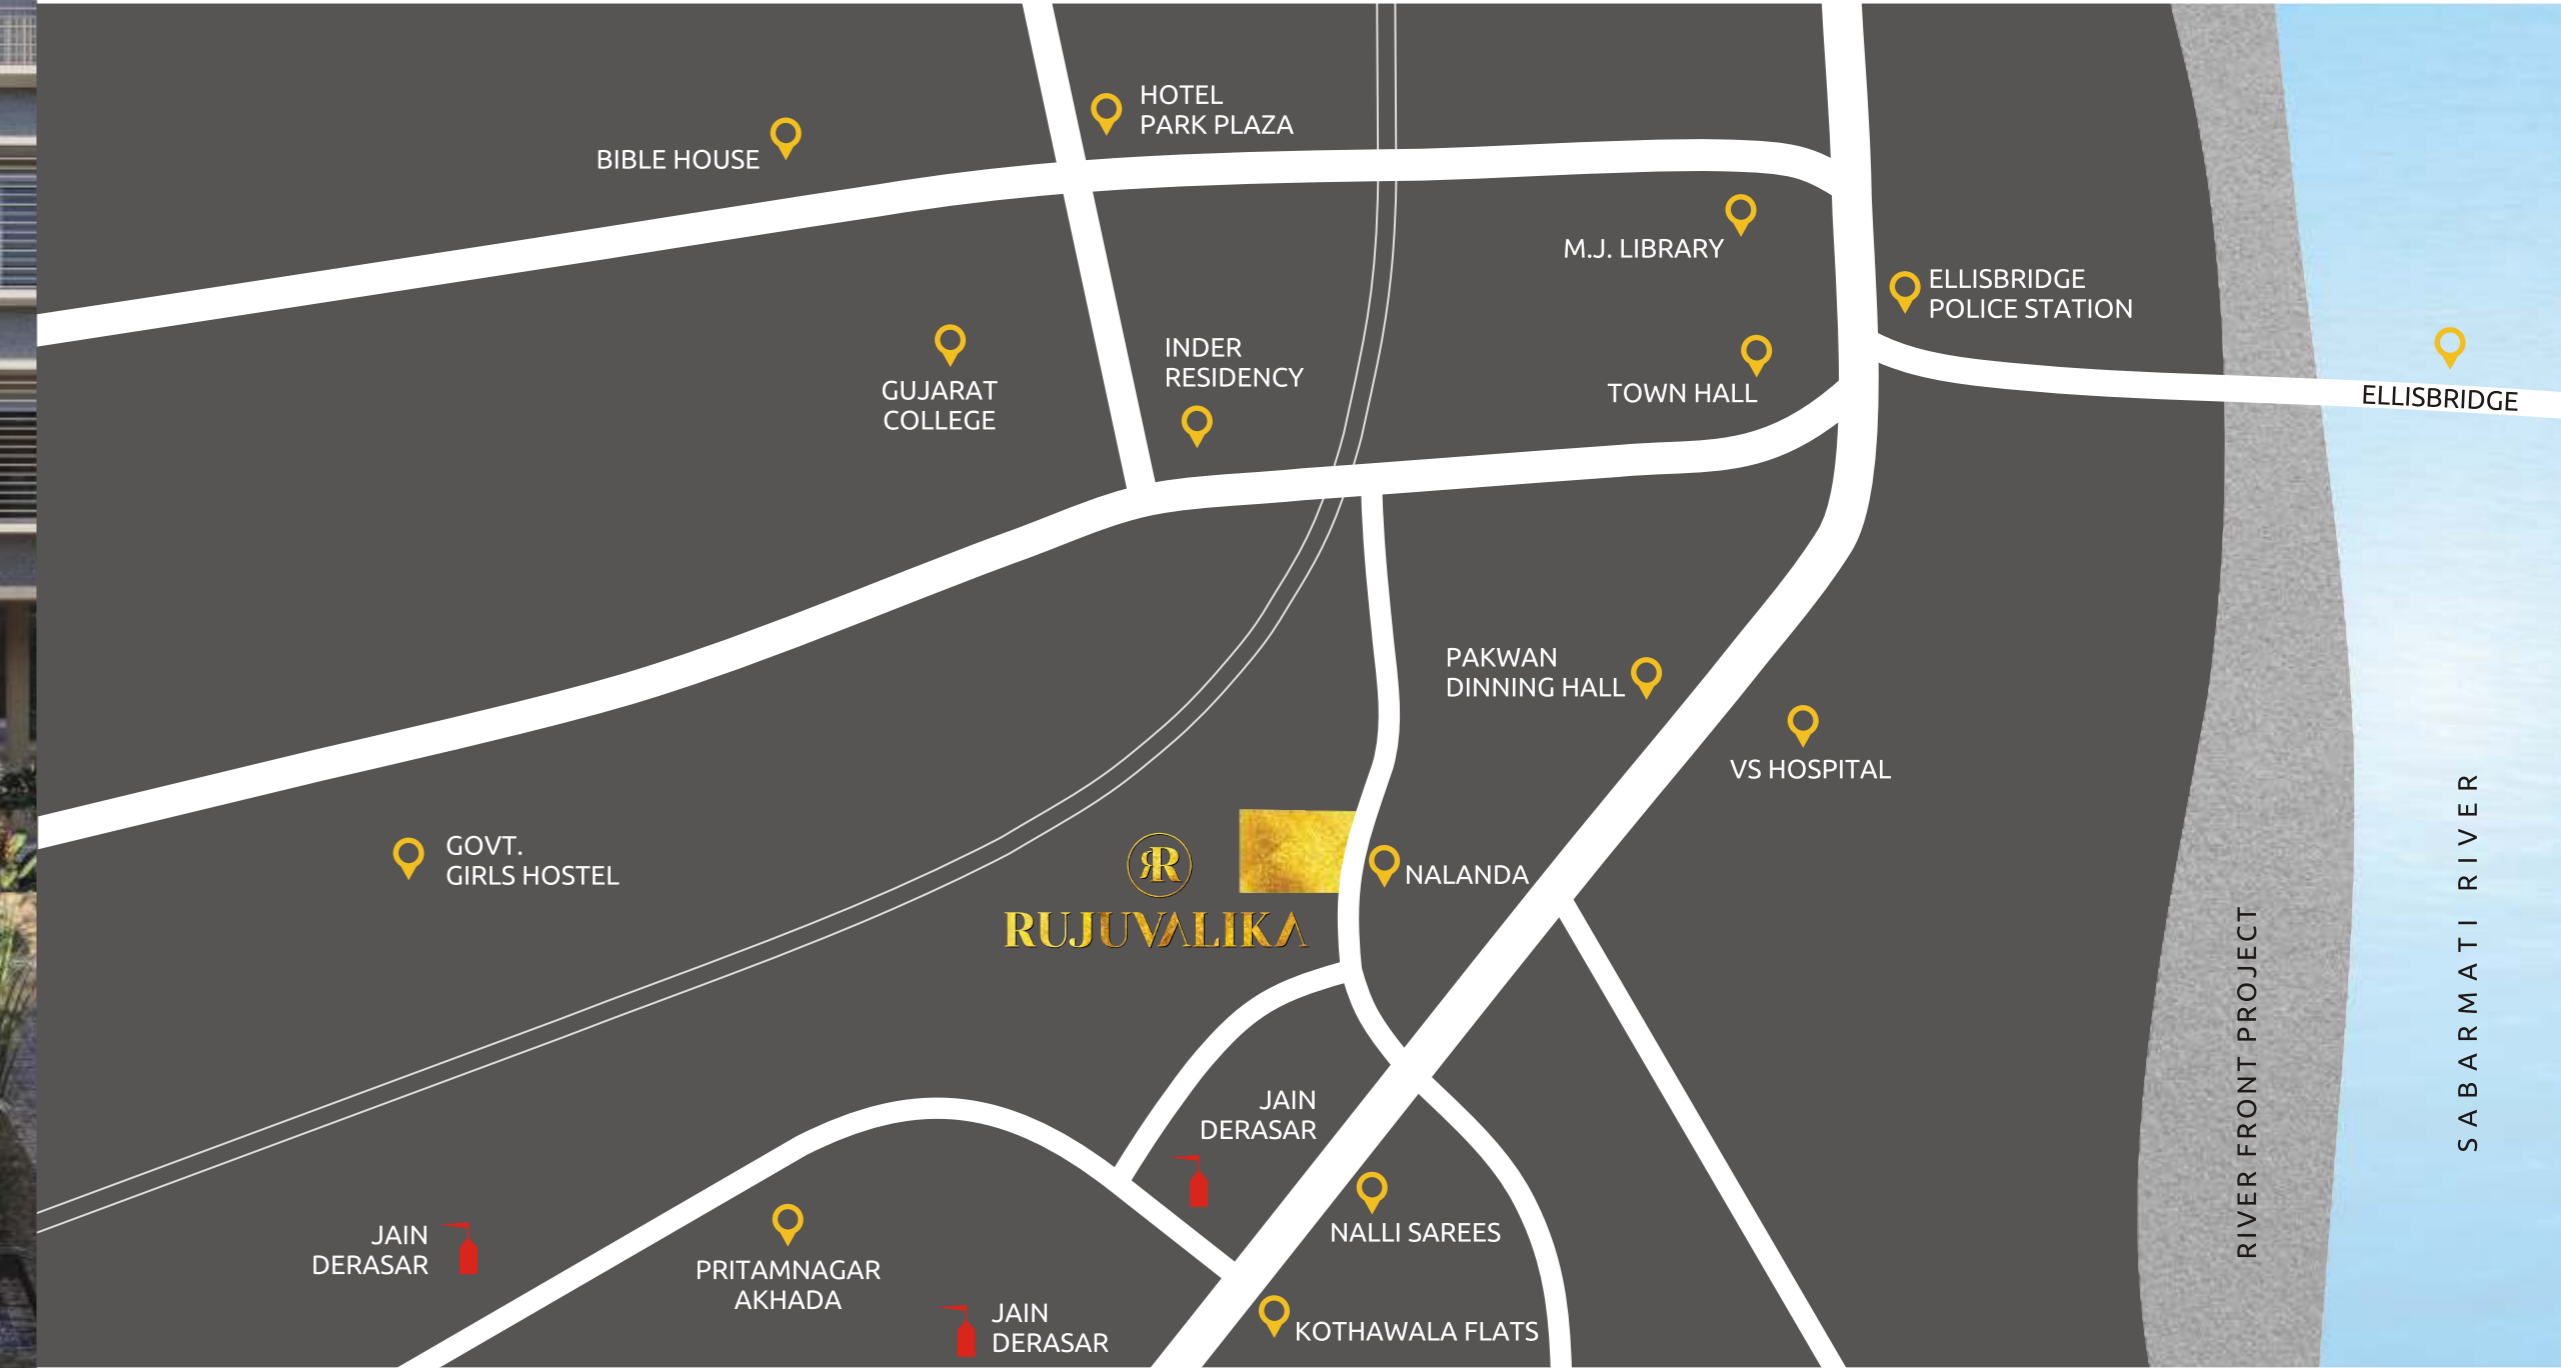 HOTEL
PARK PLAZA
BIBLE HOUSE
M.J. LIBRARY
ELLISBRIDGE
POLICE STATION
INDER
RESIDENCY
GUJARAT
COLLEGE
TOWN HALL
ELLISBRIDGE
PAKWAN
DINNING HALL
VS HOSPITAL
GOVT.
GIRLS HOSTEL
NALANDA
RR
RUJUVALIKA
SABARMATI RIVER
RIVER FRONT PROJECT
JAIN
DERASAR
NALLI SAREES
JAIN
DERASAR
PRITAMNAGAR
AKHADA
JAIN
DERASAR
KOTHAWALA FLATS